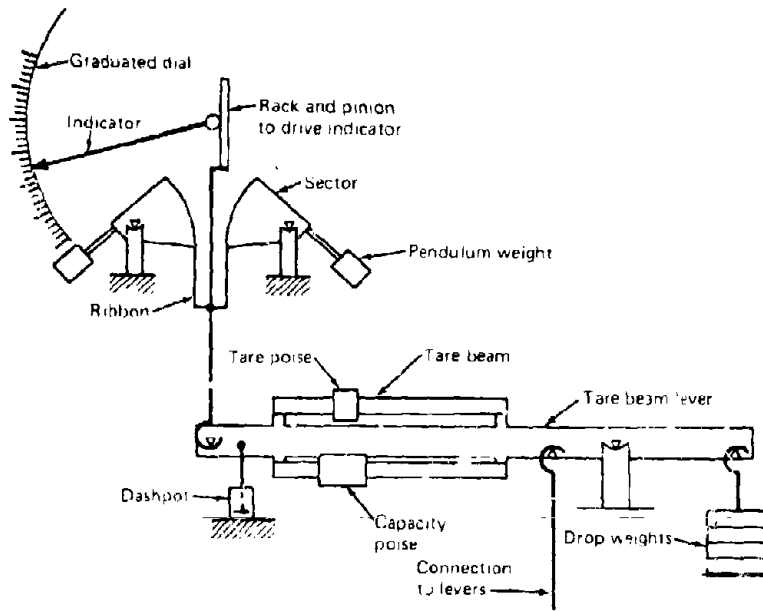 Graduated dial
Indicator
Rack and pinion
to drive indicator
Sector
Pendulum weight
Ribbon
Tare poise
Tare beam
Tare beam lever
Dashpot
Capacity
poise
Drop weights
Connection
to levers